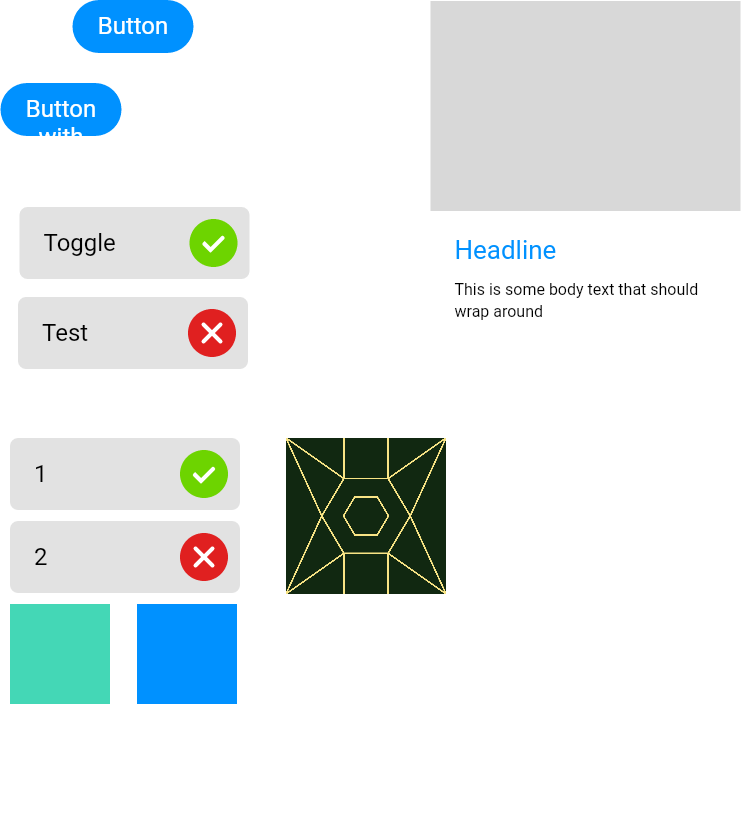 Button
Button
with
Toggle
Test
1
2
Headline
This is some body text that should
wrap around